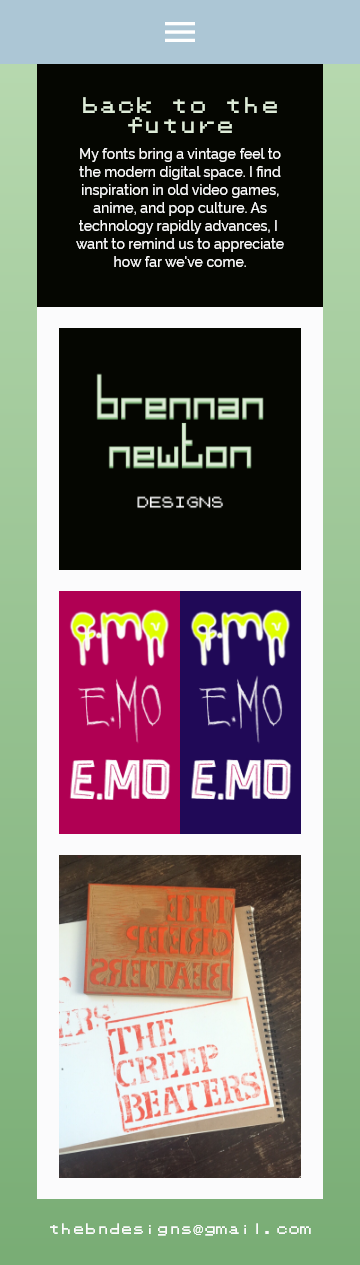 back to the
future
My fonts bring a vintage feel to
the modern digital space. I find
inspiration in old video games,
anime, and pop culture. As
technology rapidly advances, I
want to remind us to appreciate
how far we've come.
brennan
newton
DESIGNS
e.mo e.mo
E.MO E.MO
E.MO E.MO
THE
CREEP
BEATERS
ERS
THE
CREEP
BEATERS
thebndesigns@gmail.com